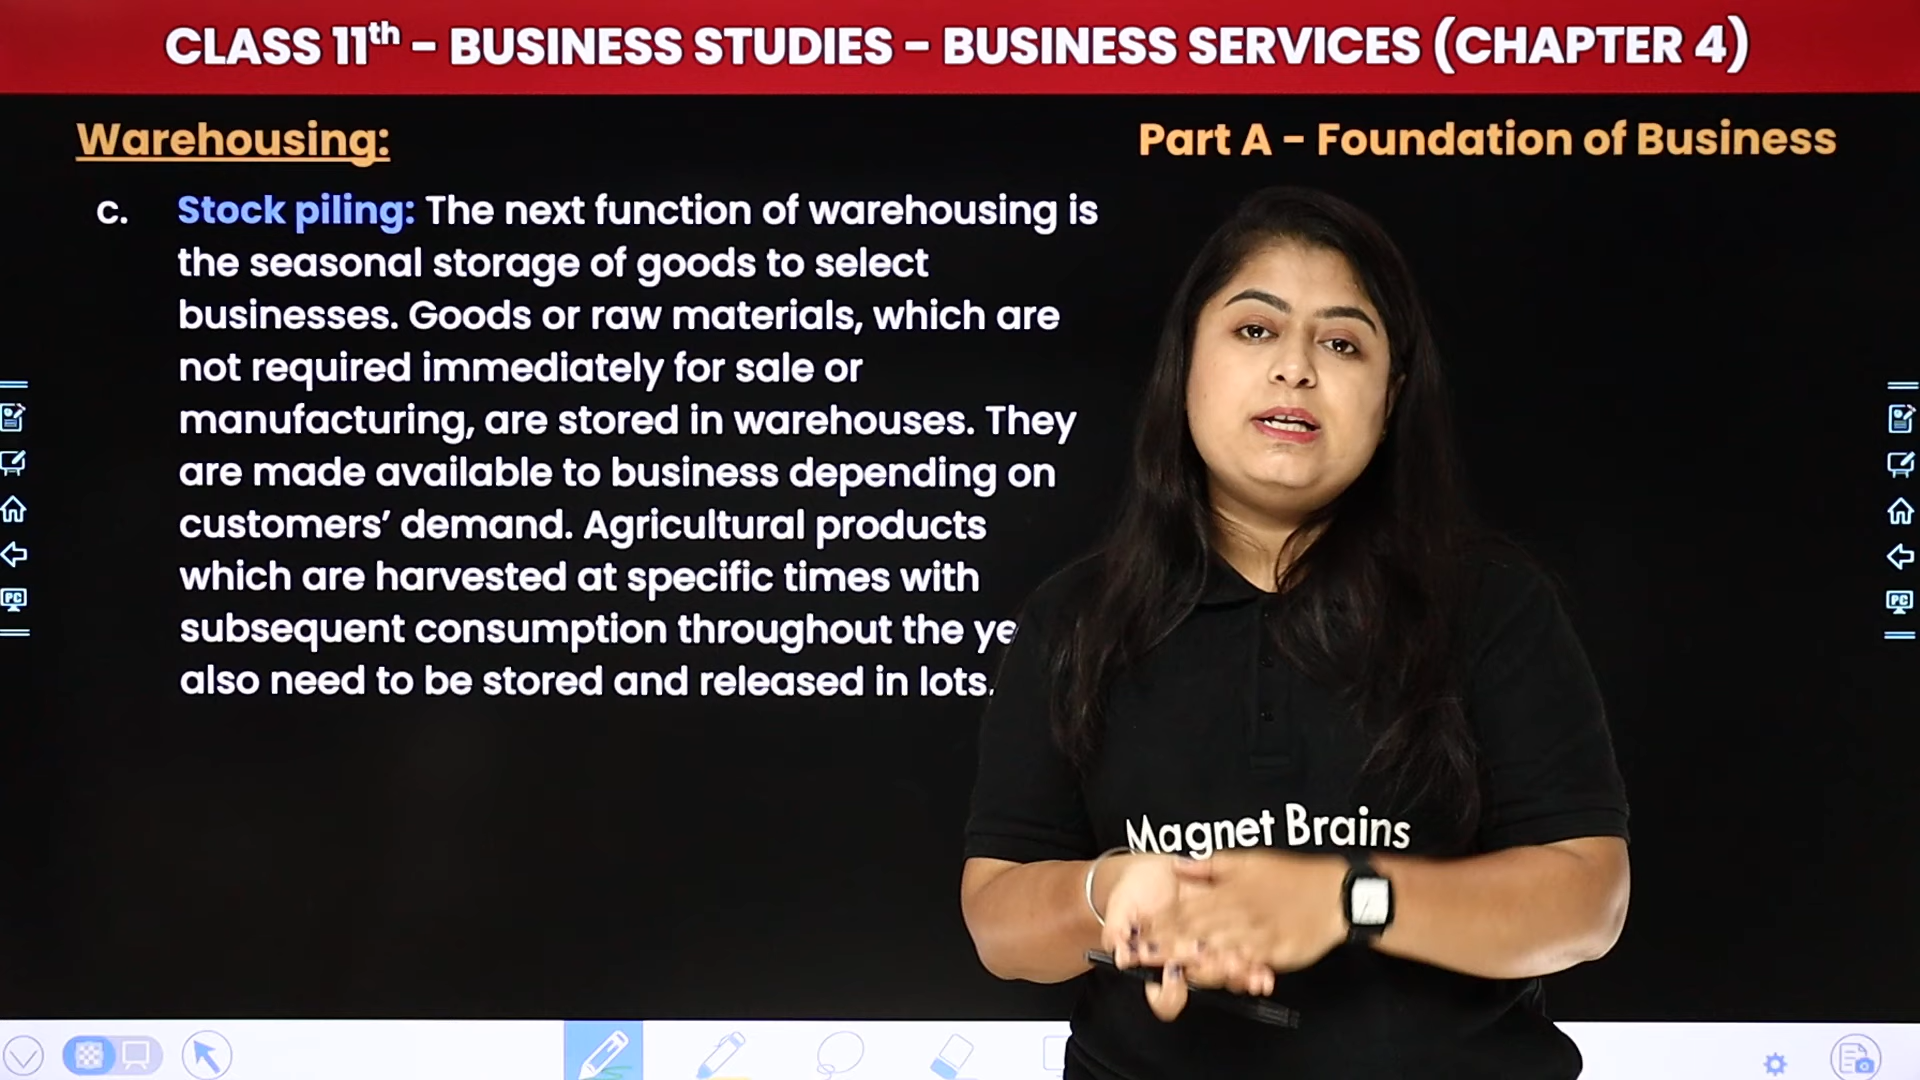 CLASS 11th – BUSINESS STUDIES – BUSINESS SERVICES (CHAPTER 4)
Warehousing:
Part A – Foundation of Business
c. Stock piling: The next function of warehousing is
the seasonal storage of goods to select
businesses. Goods or raw materials, which are
not required immediately for sale or
manufacturing, are stored in warehouses. They
are made available to business depending on
customers’ demand. Agricultural products
which are harvested at specific times with
subsequent consumption throughout the
also need to be stored and released in lots.
Magnet Brains
PC
PC